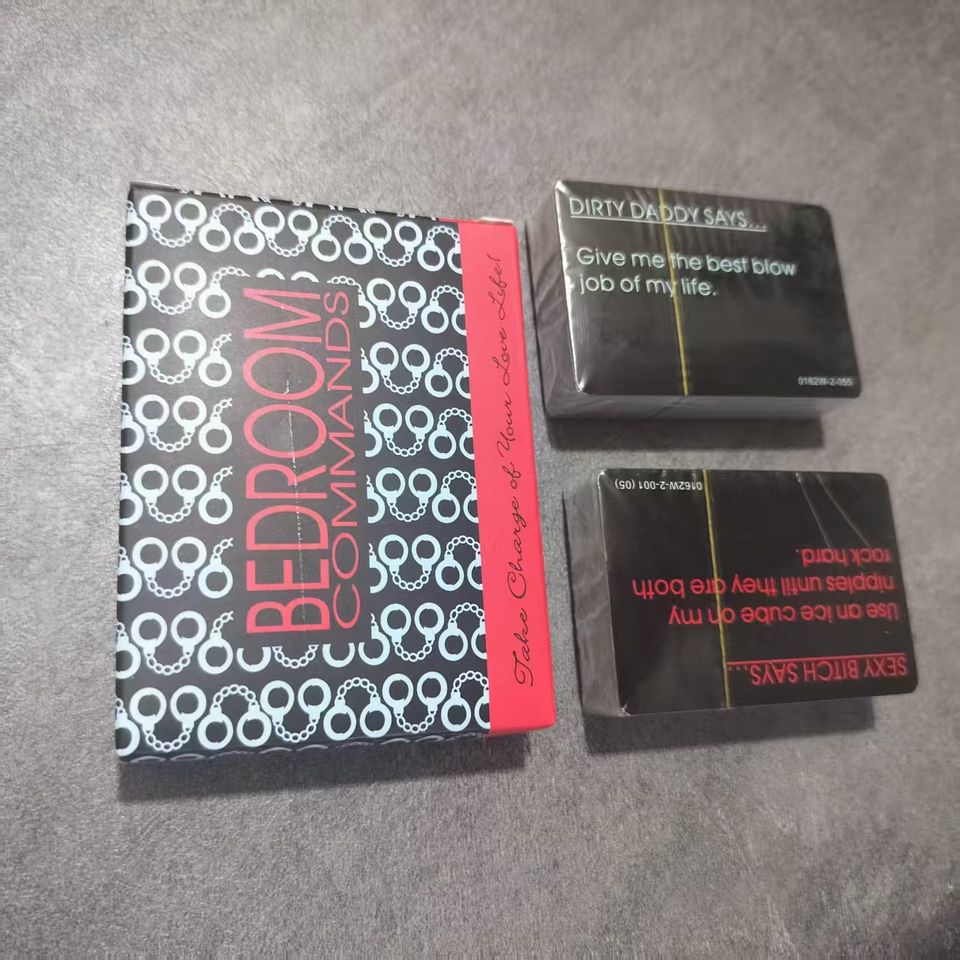 BEDROOM
COMMANDS
Take Charge of Your Love Life!
DIRTY DADDY SAYS...
Give me the best blow
job of my life.
0162W-2-055
SEXY BITCH SAYS...
Use an ice cube on my
nipples until they are both
rock hard.
0162W-2-001 (05)